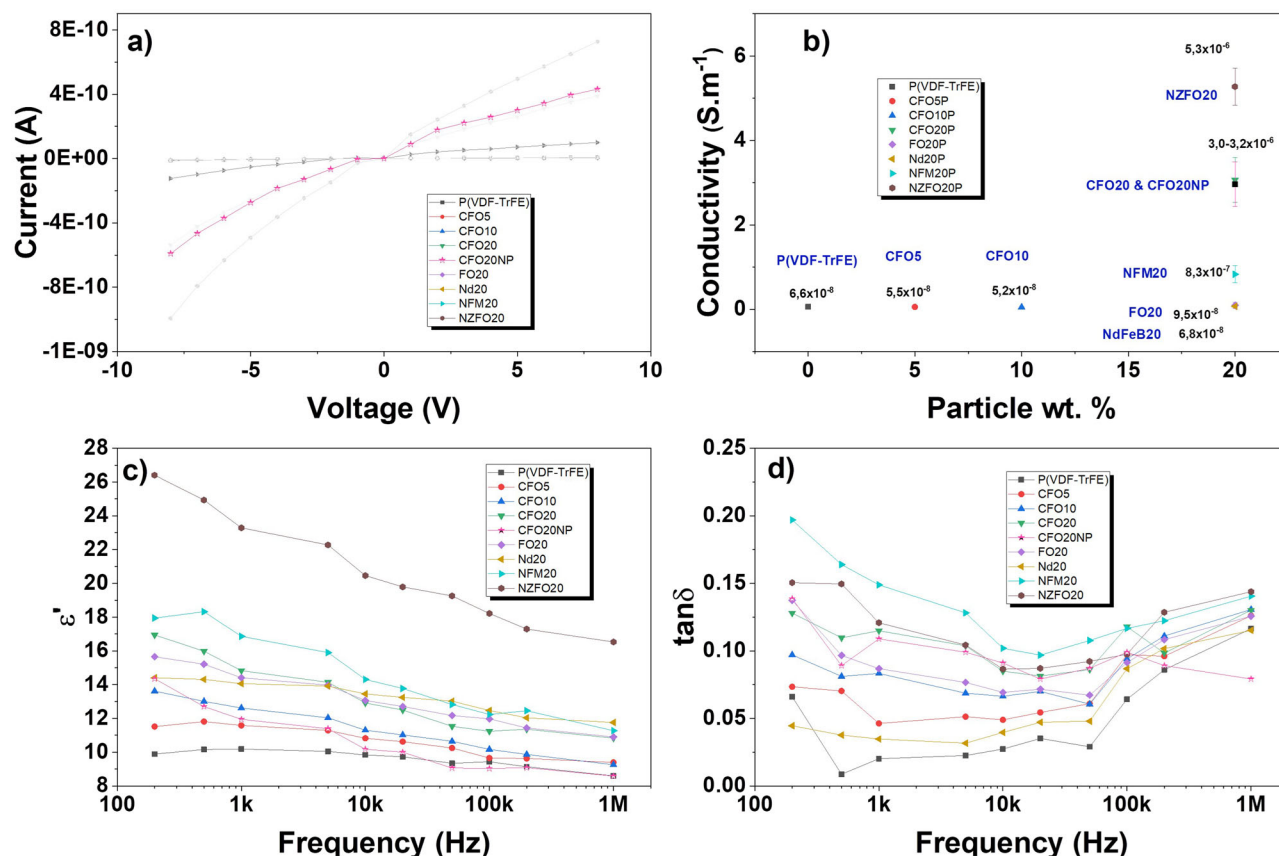 a)
Current (A)
8E-10
4E-10
0E+00
-4E-10
-8E-10
-1E-09
-10
-5
0
5
10
Voltage (V)
P(VDF-TrFE)
CFO5
CFO10
CFO20
CFO20NP
FO20
Nd20
NFM20
NZFO20
b)
Conductivity (S.m⁻¹)
6
4
2
0
0
5
10
15
20
Particle wt. %
P(VDF-TrFE)
CFO5P
CFO10P
CFO20P
FO20P
Nd20P
NFM20P
NZFO20P
5,3x10⁻⁶
NZFO20
3,0-3,2x10⁻⁶
CFO20 & CFO20NP
P(VDF-TrFE)
CFO5
CFO10
NFM20
8,3x10⁻⁷
6,6x10⁻⁸
5,5x10⁻⁸
5,2x10⁻⁸
FO20
9,5x10⁻⁸
NdFeB20
6,8x10⁻⁸
c)
ε'
28
26
24
22
20
18
16
14
12
10
8
100
1k
10k
100k
1M
Frequency (Hz)
P(VDF-TrFE)
CFO5
CFO10
CFO20
CFO20NP
FO20
Nd20
NFM20
NZFO20
d)
tanδ
0.25
0.20
0.15
0.10
0.05
0.00
100
1k
10k
100k
1M
Frequency (Hz)
P(VDF-TrFE)
CFO5
CFO10
CFO20
CFO20NP
FO20
Nd20
NFM20
NZFO20